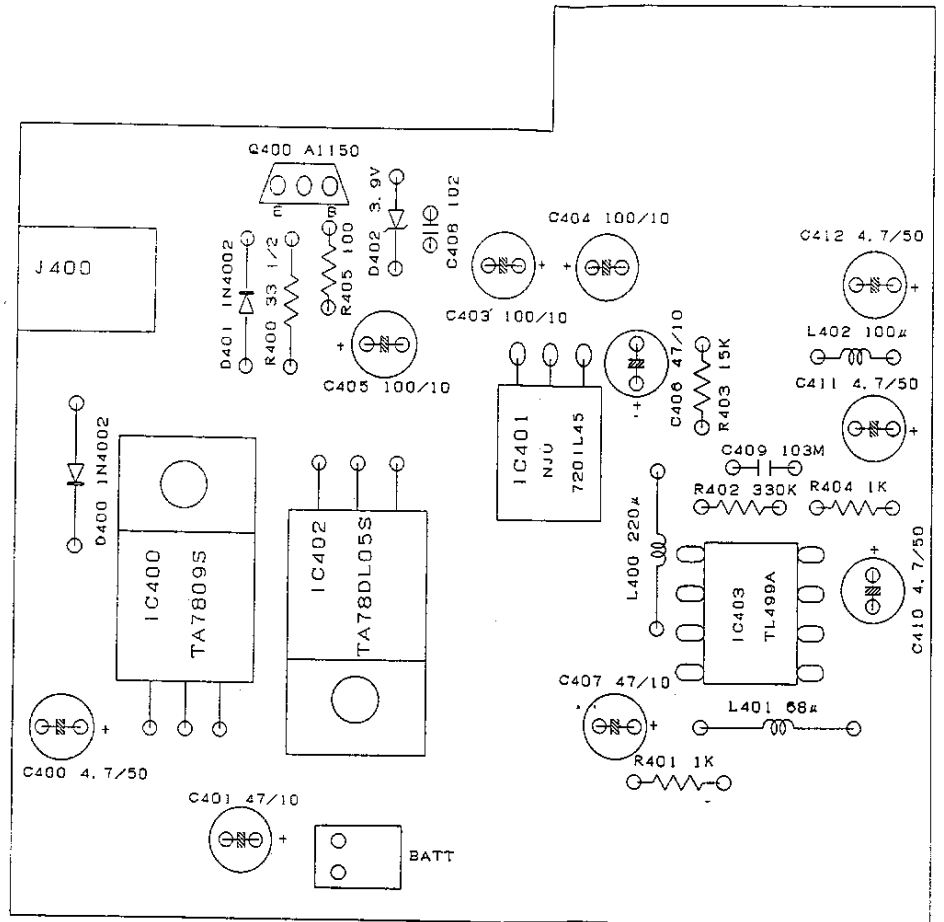 Q400 A1150
E B
J400
D401 1N4002
R400 33 1/2
R405 100
D402 3.9V
C408 102
C404 100/10
C403 100/10
C412 4.7/50
+
+
+
L402 100μ
C405 100/10
+
C406 47/10
+
R403 15K
C411 4.7/50
+
IC401
NJU
7201L45
D400 1N4002
C409 103M
R402 330K
R404 1K
IC400
TA7809S
IC402
TA78DL05S
L400 220μ
IC403
TL499A
+
C410 4.7/50
C407 47/10
+
L401 68μ
C400 4.7/50
+
R401 1K
C401 47/10
+
BATT